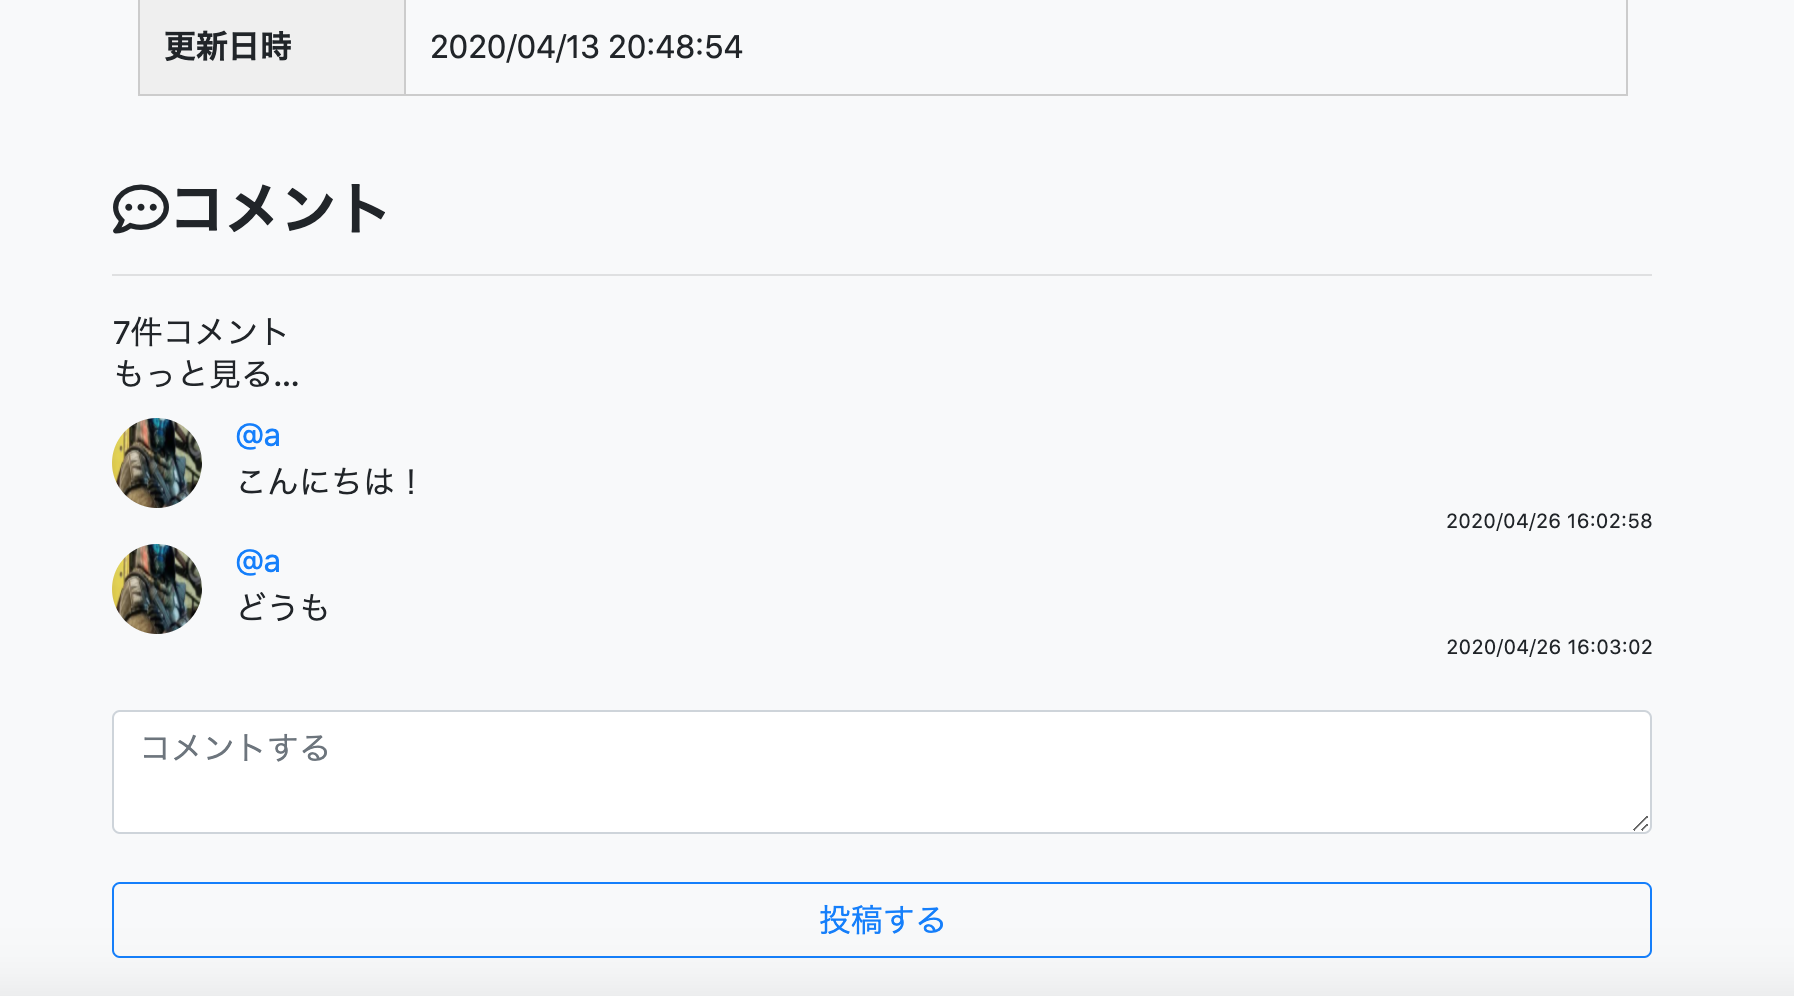 更新日時 2020/04/13 20:48:54
コメント
7件コメント
もっと見る...
@a
こんにちは！
2020/04/26 16:02:58
@a
どうも
2020/04/26 16:03:02
コメントする
投稿する